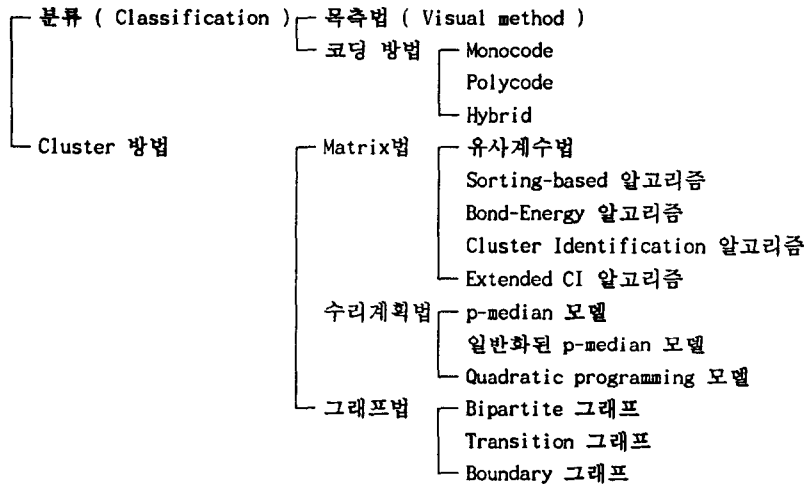 분류 ( Classification ) 목측법 ( Visual method )
코딩 방법 Monocode
Polycode
Hybrid
Cluster 방법 Matrix법 유사계수법
Sorting-based 알고리즘
Bond-Energy 알고리즘
Cluster Identification 알고리즘
Extended CI 알고리즘
수리계획법 p-median 모델
일반화된 p-median 모델
Quadratic programming 모델
그래프법 Bipartite 그래프
Transition 그래프
Boundary 그래프